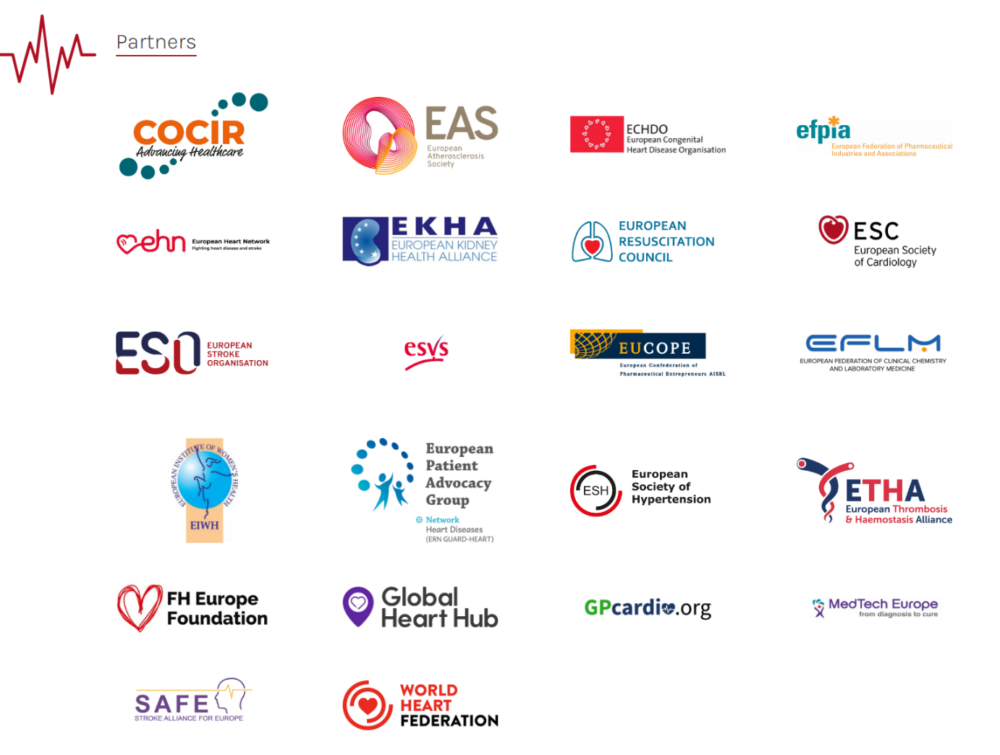 Partners
COCIR
Advancing Healthcare
EAS
European
Atherosclerosis
Society
ECHDO
European Congenital
Heart Disease Organisation
efpia
European Federation of Pharmaceutical
Industries and Associations
ehn
European Heart Network
Fighting heart disease and stroke
EKHA
EUROPEAN KIDNEY
HEALTH ALLIANCE
EUROPEAN
RESUSCITATION
COUNCIL
ESC
European Society
of Cardiology
ESO
EUROPEAN
STROKE
ORGANISATION
esvs
EUCOPE
European Confederation of
Pharmaceutical Entrepreneurs AISBL
EFLM
EUROPEAN FEDERATION OF CLINICAL CHEMISTRY
AND LABORATORY MEDICINE
EUROPEAN INSTITUTE OF WOMEN'S HEALTH
EIWH
European
Patient
Advocacy
Group
Network
Heart Diseases
(ERN GUARD-HEART)
ESH
European
Society of
Hypertension
ETHA
European Thrombosis
& Haemostasis Alliance
FH Europe
Foundation
Global
Heart Hub
GPcardio.org
MedTech Europe
from diagnosis to cure
SAFE
STROKE ALLIANCE FOR EUROPE
WORLD
HEART
FEDERATION